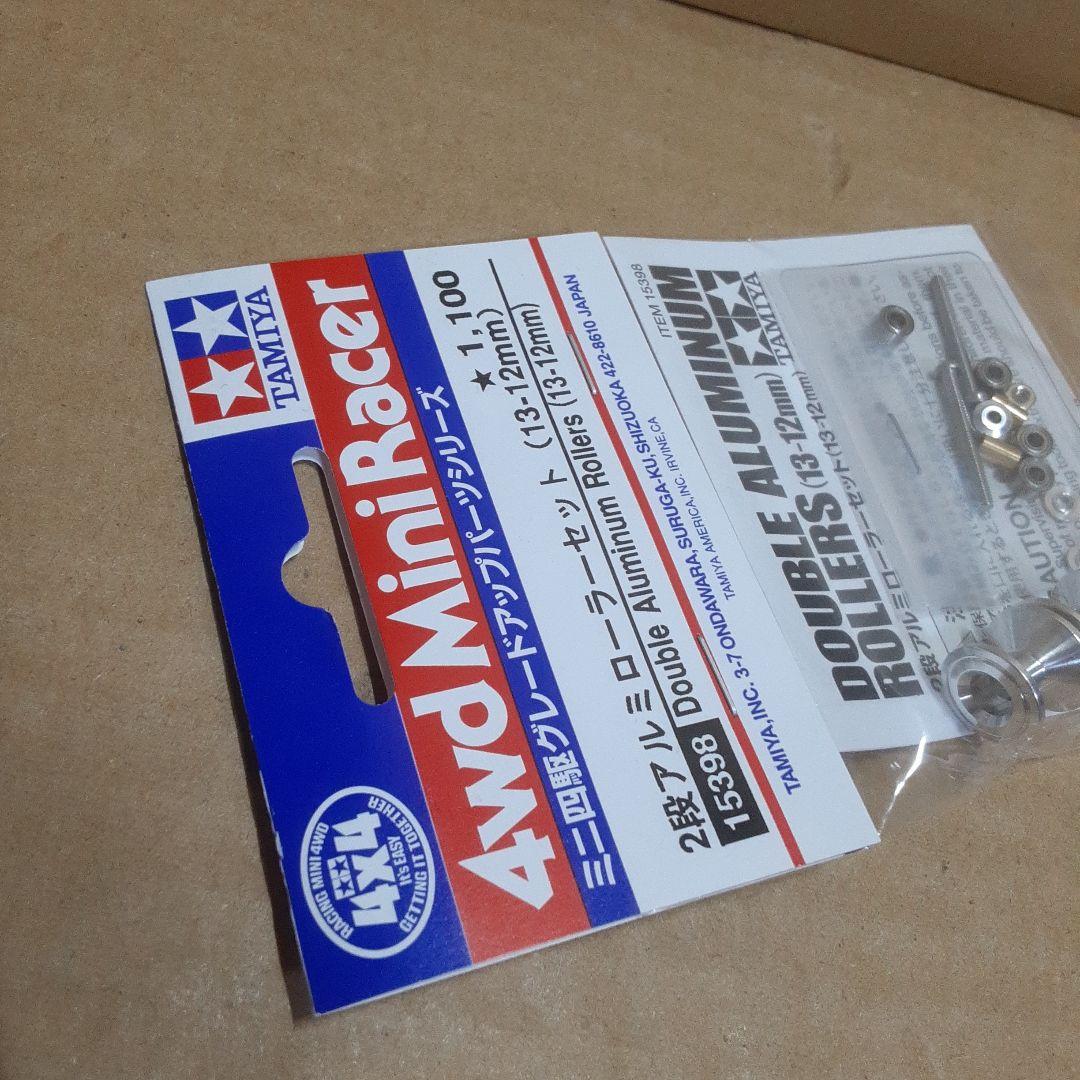 TAMIYA
4wd Mini Racer
ミニ四駆グレードアップパーツシリーズ
★ 1,100
2段アルミローラーセット (13-12mm)
15398 Double Aluminum Rollers (13-12mm)
TAMIYA, INC. 3-7 ONDAWARA, SURUGA-KU, SHIZUOKA 422-8610 JAPAN
TAMIYA AMERICA, INC. IRVINE, CA
RACING MINI 4WD
4X4
It's EASY
GETTING IT TOGETHER
ITEM 15398
DOUBLE ALUMINUM
ROLLERS (13-12mm)
2段アルミローラーセット (13-12mm)
TAMIYA
CAUTION